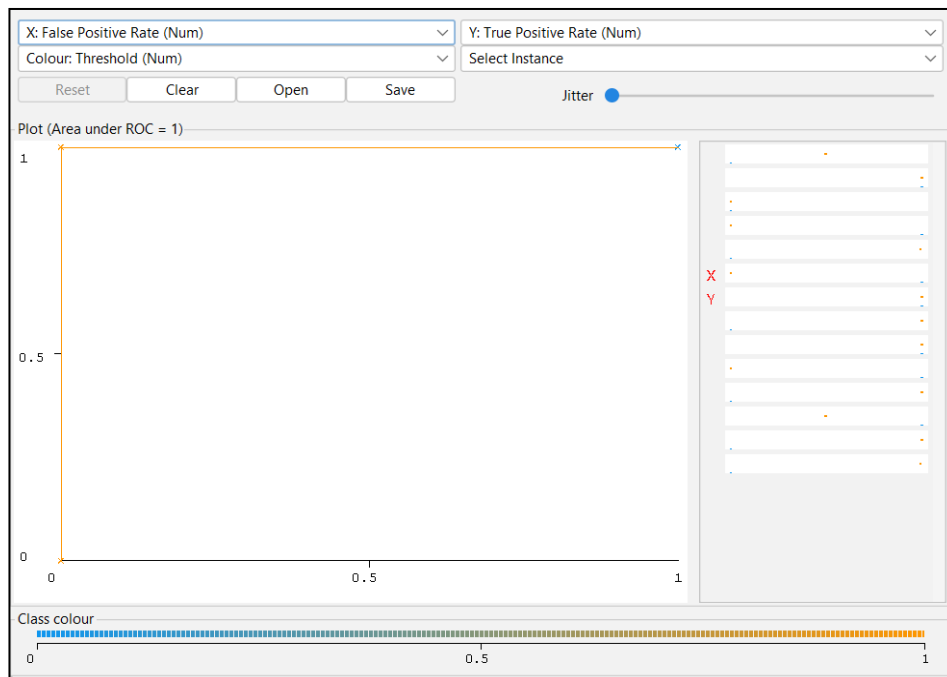 X: False Positive Rate (Num)
Y: True Positive Rate (Num)
Colour: Threshold (Num)
Select Instance
Reset
Clear
Open
Save
Jitter
Plot (Area under ROC = 1)
1
0.5
0
0
0.5
1
X
Y
Class colour
0
0.5
1